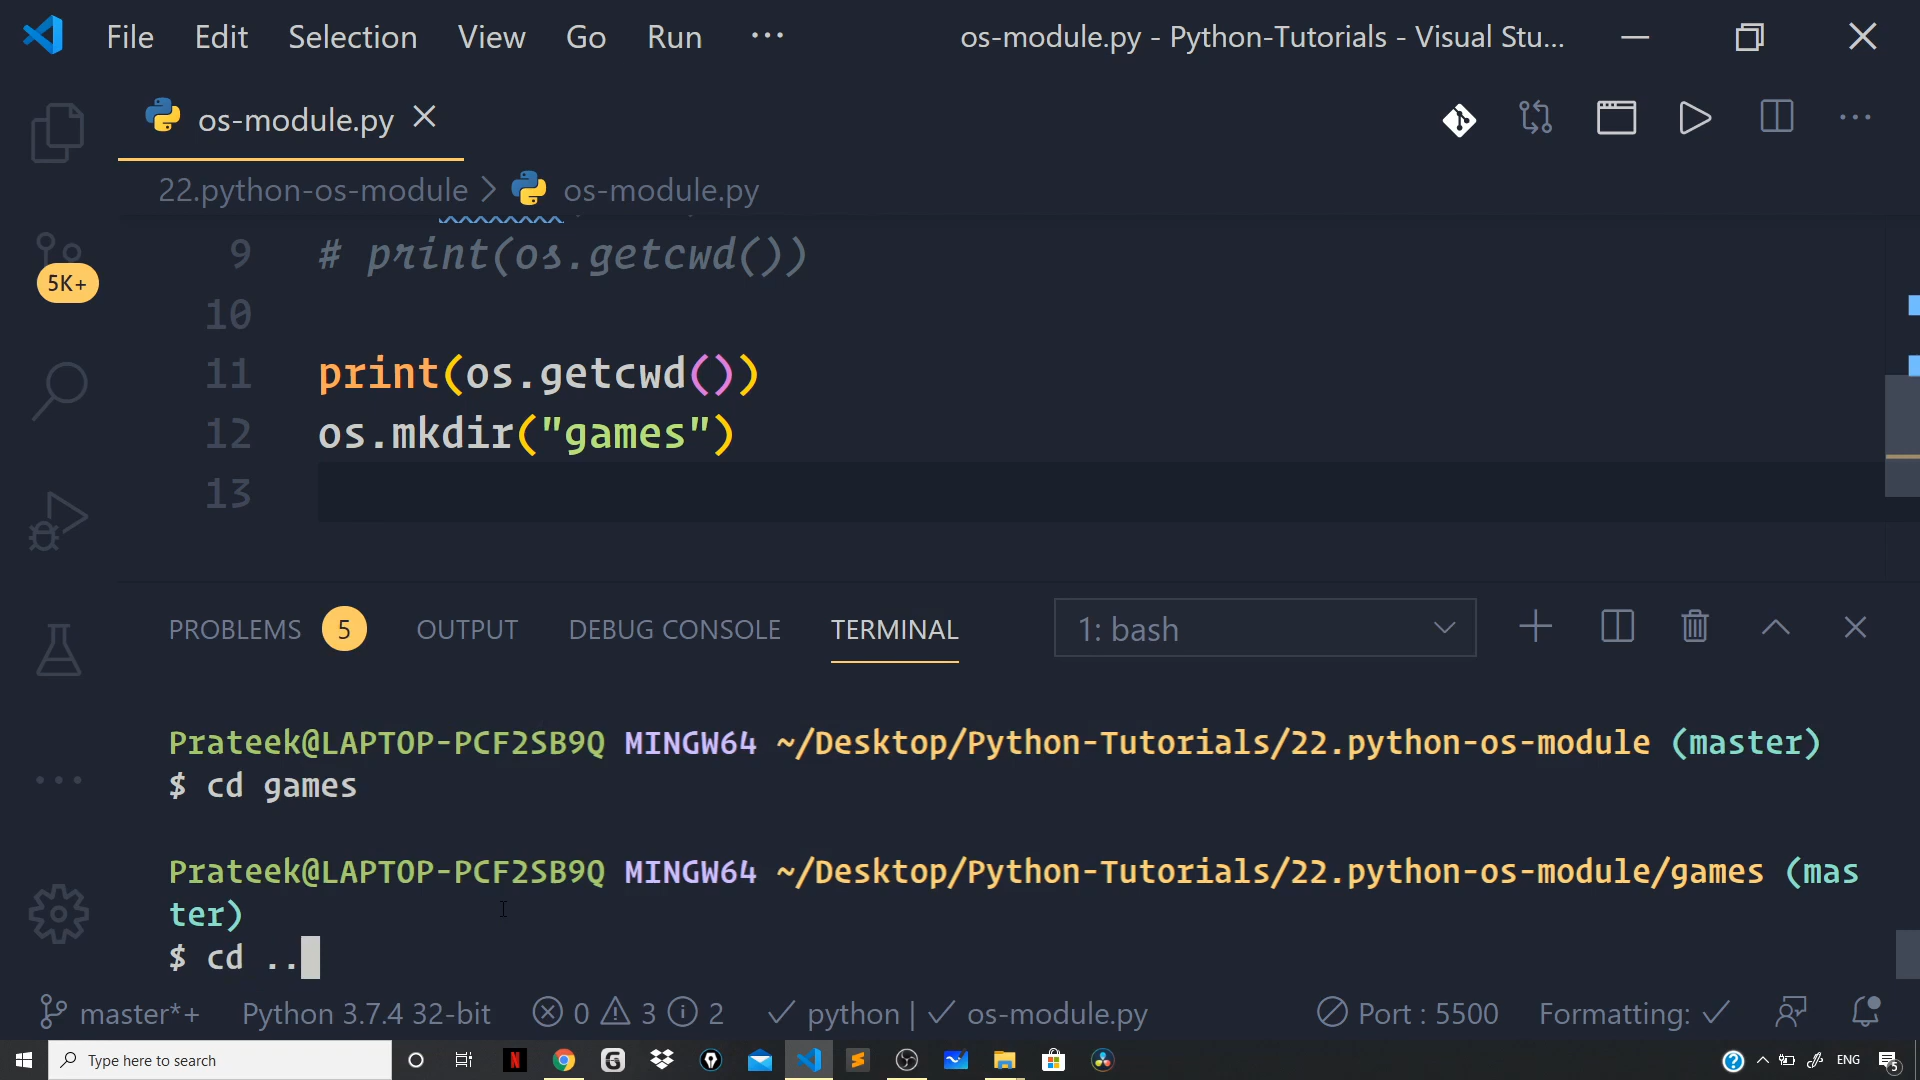 File Edit Selection View Go Run ··· os-module.py - Python-Tutorials - Visual Stu...
os-module.py
22.python-os-module > os-module.py
5K+
9 # print(os.getcwd())
10
11 print(os.getcwd())
12 os.mkdir("games")
13
PROBLEMS 5 OUTPUT DEBUG CONSOLE TERMINAL 1: bash
Prateek@LAPTOP-PCF2SB9Q MINGW64 ~/Desktop/Python-Tutorials/22.python-os-module (master)
$ cd games
Prateek@LAPTOP-PCF2SB9Q MINGW64 ~/Desktop/Python-Tutorials/22.python-os-module/games (mas
ter)
$ cd ..
master*+ Python 3.7.4 32-bit 0 3 2 python | os-module.py Port : 5500 Formatting:
Type here to search N G ENG 5